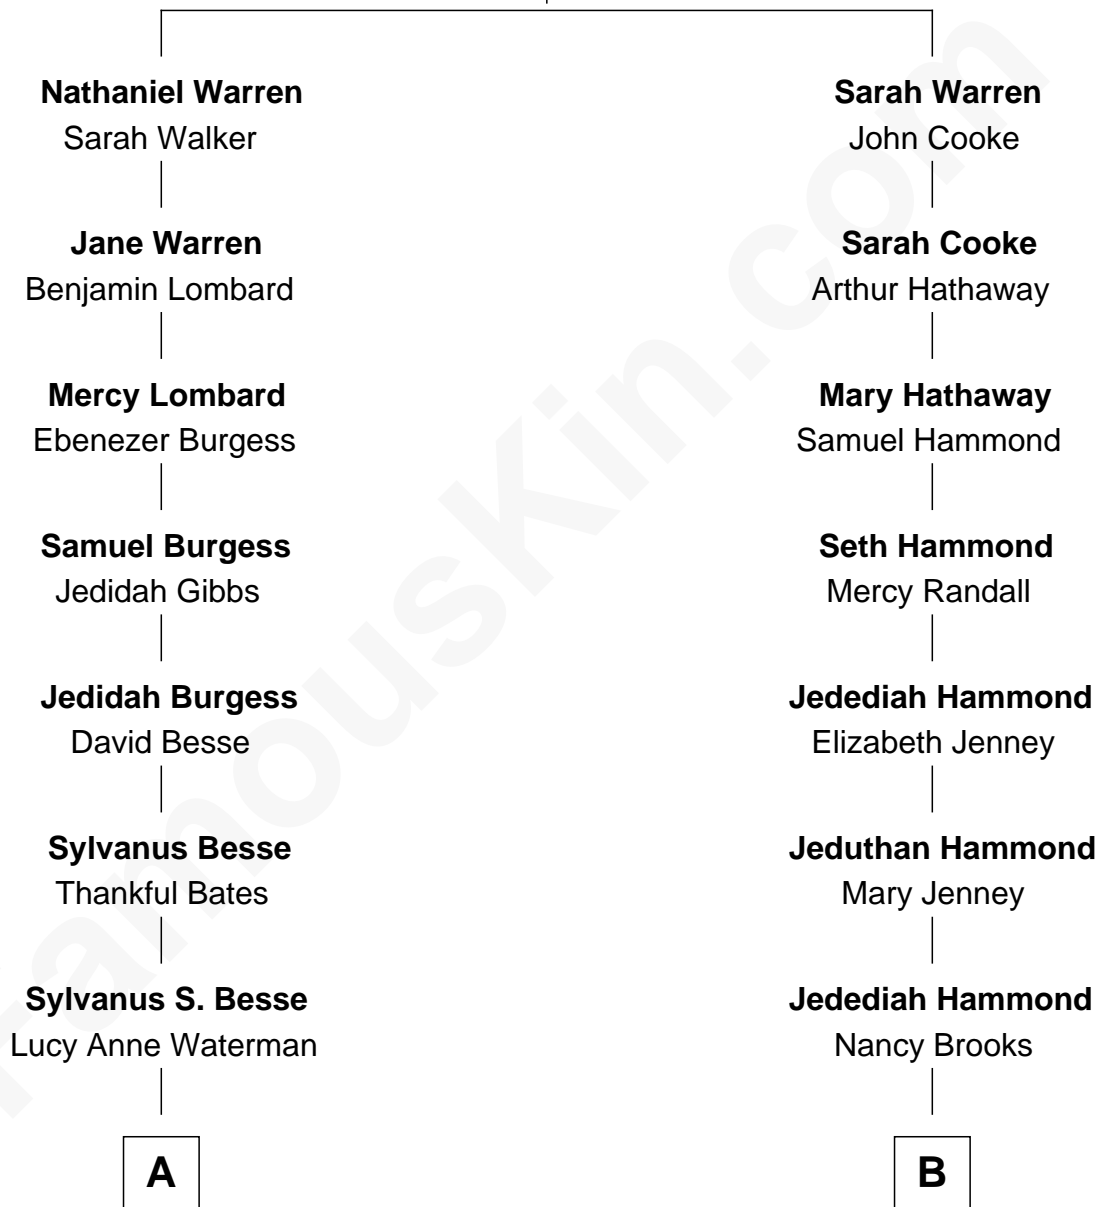 Nathaniel Warren
Sarah Walker
Jane Warren
Benjamin Lombard
Mercy Lombard
Ebenezer Burgess
Samuel Burgess
Jedidah Gibbs
Jedidah Burgess
David Besse
Sylvanus Besse
Thankful Bates
Sylvanus S. Besse
Lucy Anne Waterman
A
Sarah Warren
John Cooke
Sarah Cooke
Arthur Hathaway
Mary Hathaway
Samuel Hammond
Seth Hammond
Mercy Randall
Jedediah Hammond
Elizabeth Jenney
Jeduthan Hammond
Mary Jenney
Jedediah Hammond
Nancy Brooks
B
FamousKin.com